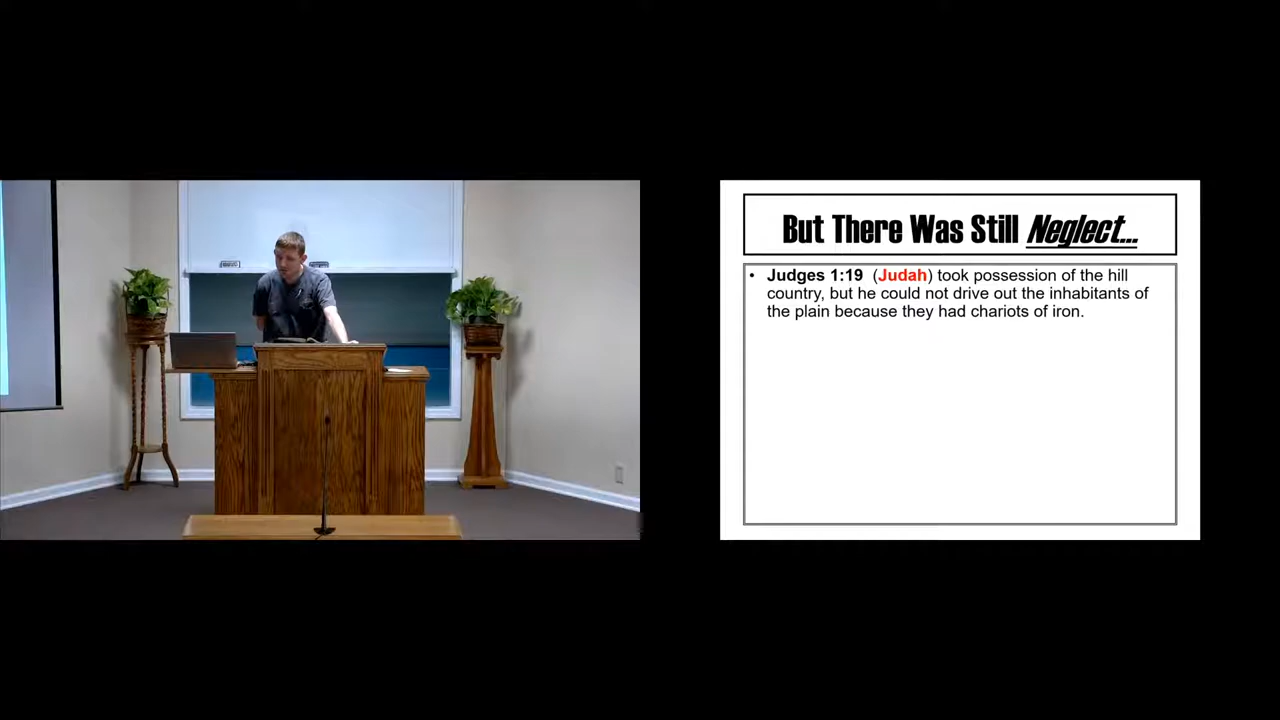 But There Was Still Neglect...
• Judges 1:19 (Judah) took possession of the hill
country, but he could not drive out the inhabitants of
the plain because they had chariots of iron.